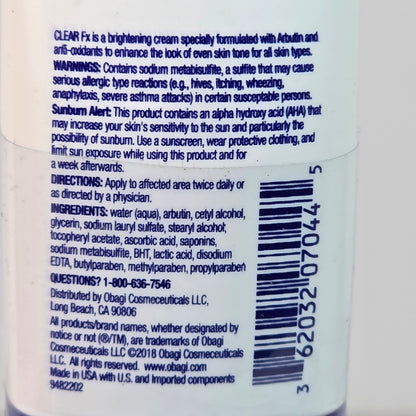 CLEAR Fx is a brightening cream specially formulated with Arbutin and
anti-oxidants to enhance the look of even skin tone for all skin types.
WARNINGS: Contains sodium metabisulfite, a sulfite that may cause
serious allergic type reactions (e.g., hives, itching, wheezing,
anaphylaxis, severe asthma attacks) in certain susceptible persons.
Sunburn Alert: This product contains an alpha hydroxy acid (AHA) that
may increase your skin's sensitivity to the sun and particularly the
possibility of sunburn. Use a sunscreen, wear protective clothing, and
limit sun exposure while using this product and for
a week afterwards.
DIRECTIONS: Apply to affected area twice daily or
as directed by a physician.
INGREDIENTS: water (aqua), arbutin, cetyl alcohol,
glycerin, sodium lauryl sulfate, stearyl alcohol,
tocopheryl acetate, ascorbic acid, saponins,
sodium metabisulfite, BHT, lactic acid, disodium
EDTA, butylparaben, methylparaben, propylparaben
QUESTIONS? 1-800-636-7546
Distributed by Obagi Cosmeceuticals LLC,
Long Beach, CA 90806
All products/brand names, whether designated by
notice or not (®/TM), are trademarks of Obagi
Cosmeceuticals LLC ©2018 Obagi Cosmeceuticals
LLC. All rights reserved. www.obagi.com
Made in USA with U.S. and Imported components
9482202
3 62032 07044 5